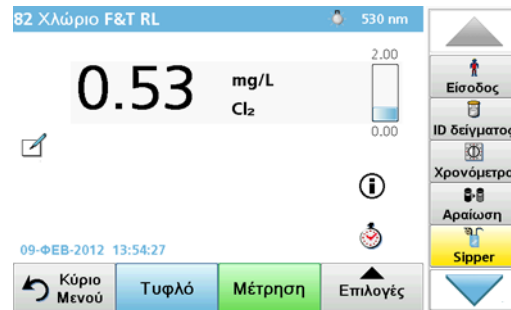 82 Χλώριο F&T RL
530 nm
2.00
0.53 mg/L
Cl₂
0.00
09-ΦΕΒ-2012 13:54:27
Κύριο
Μενού
Τυφλό
Μέτρηση
Επιλογές
Είσοδος
ID δείγματος
Χρονόμετρο
Αραίωση
Sipper